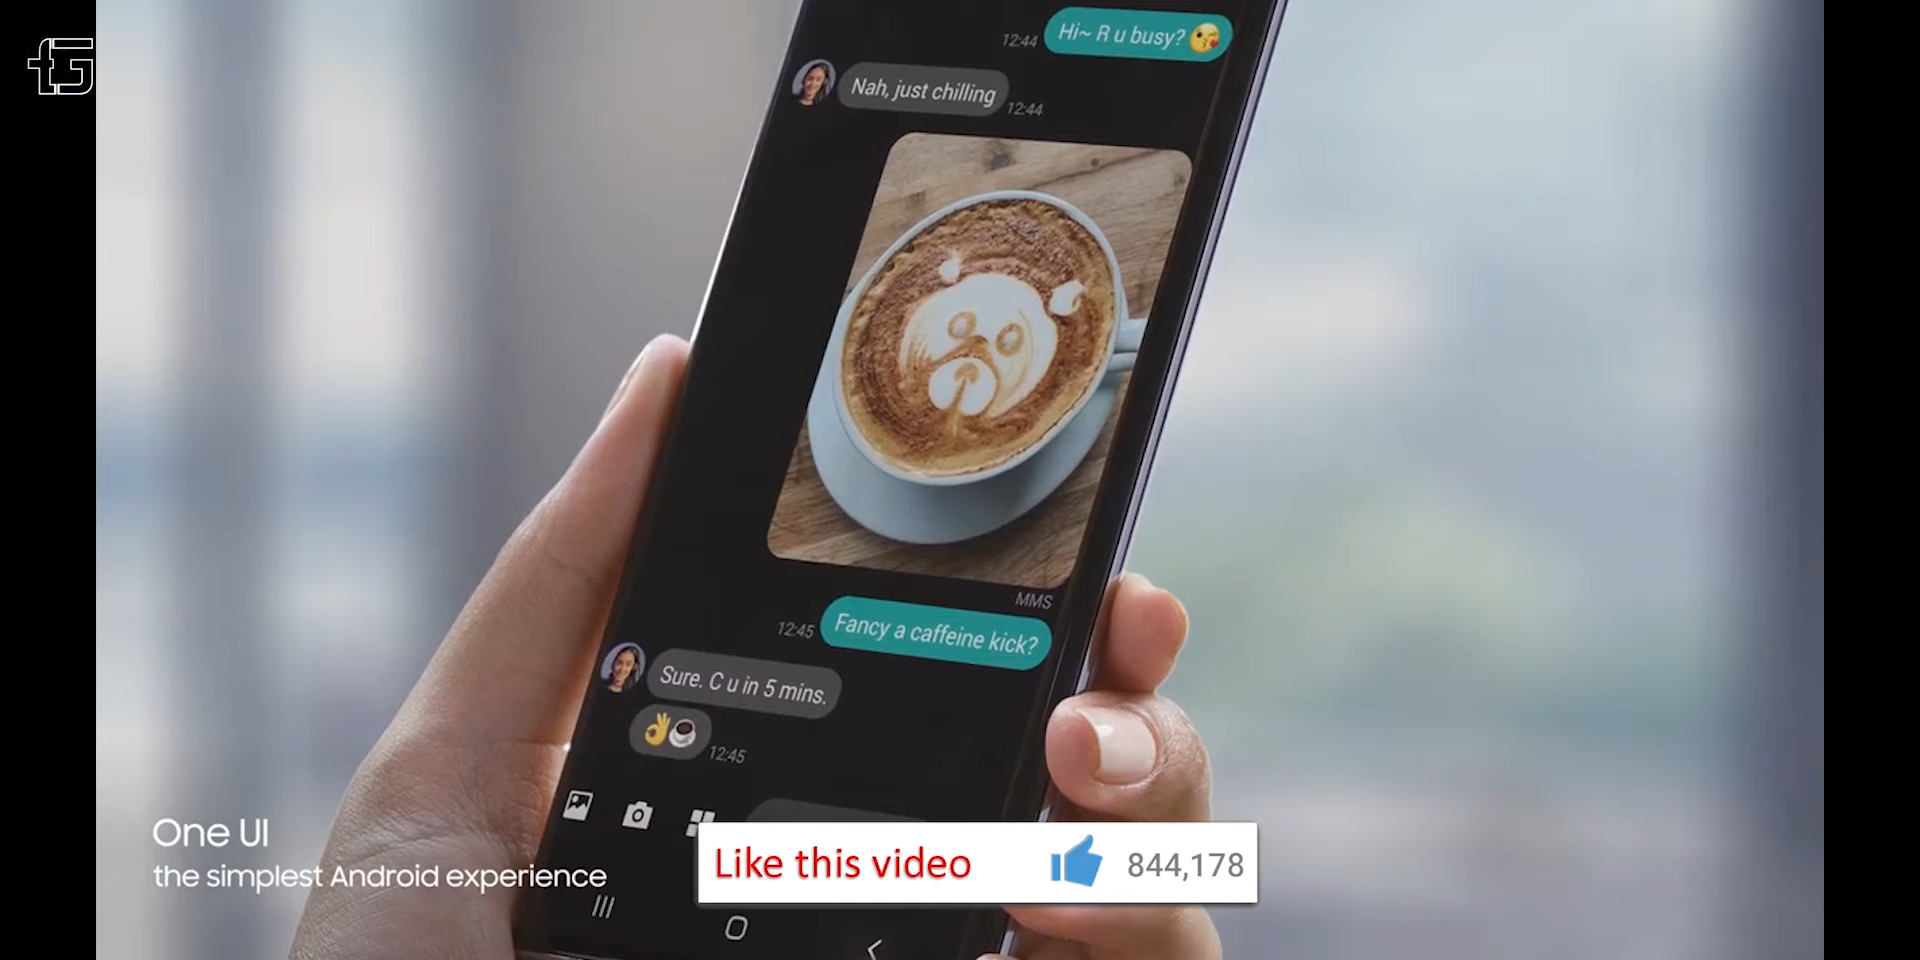 fG
12:44
Hi~ R u busy? 😘
Nah, just chilling
12:44
MMS
12:45
Fancy a caffeine kick?
Sure. C u in 5 mins.
👌☕
12:45
One UI
the simplest Android experience
Like this video
844,178